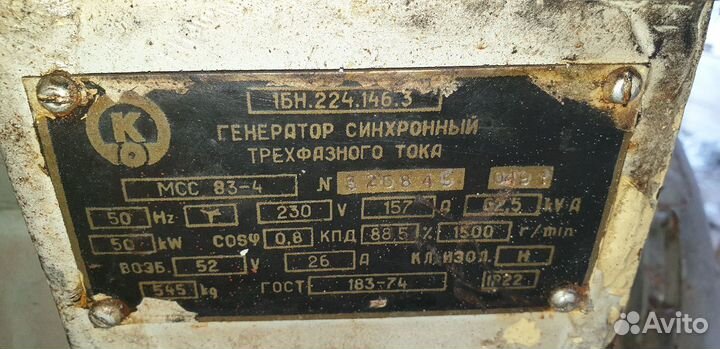 1БН.224.146.3
К
ГЕНЕРАТОР СИНХРОННЫЙ
ТРЕХФАЗНОГО ТОКА
МСС 83-4 N
50 Hz Y 230 V 157 A 62,5 kVA
50 kW COSφ 0,8 КПД 88,5 % 1500 r/min
ВОЗБ. 52 V 26 A КЛ.ИЗОЛ. Н
545 kg ГОСТ 183-74
Avito